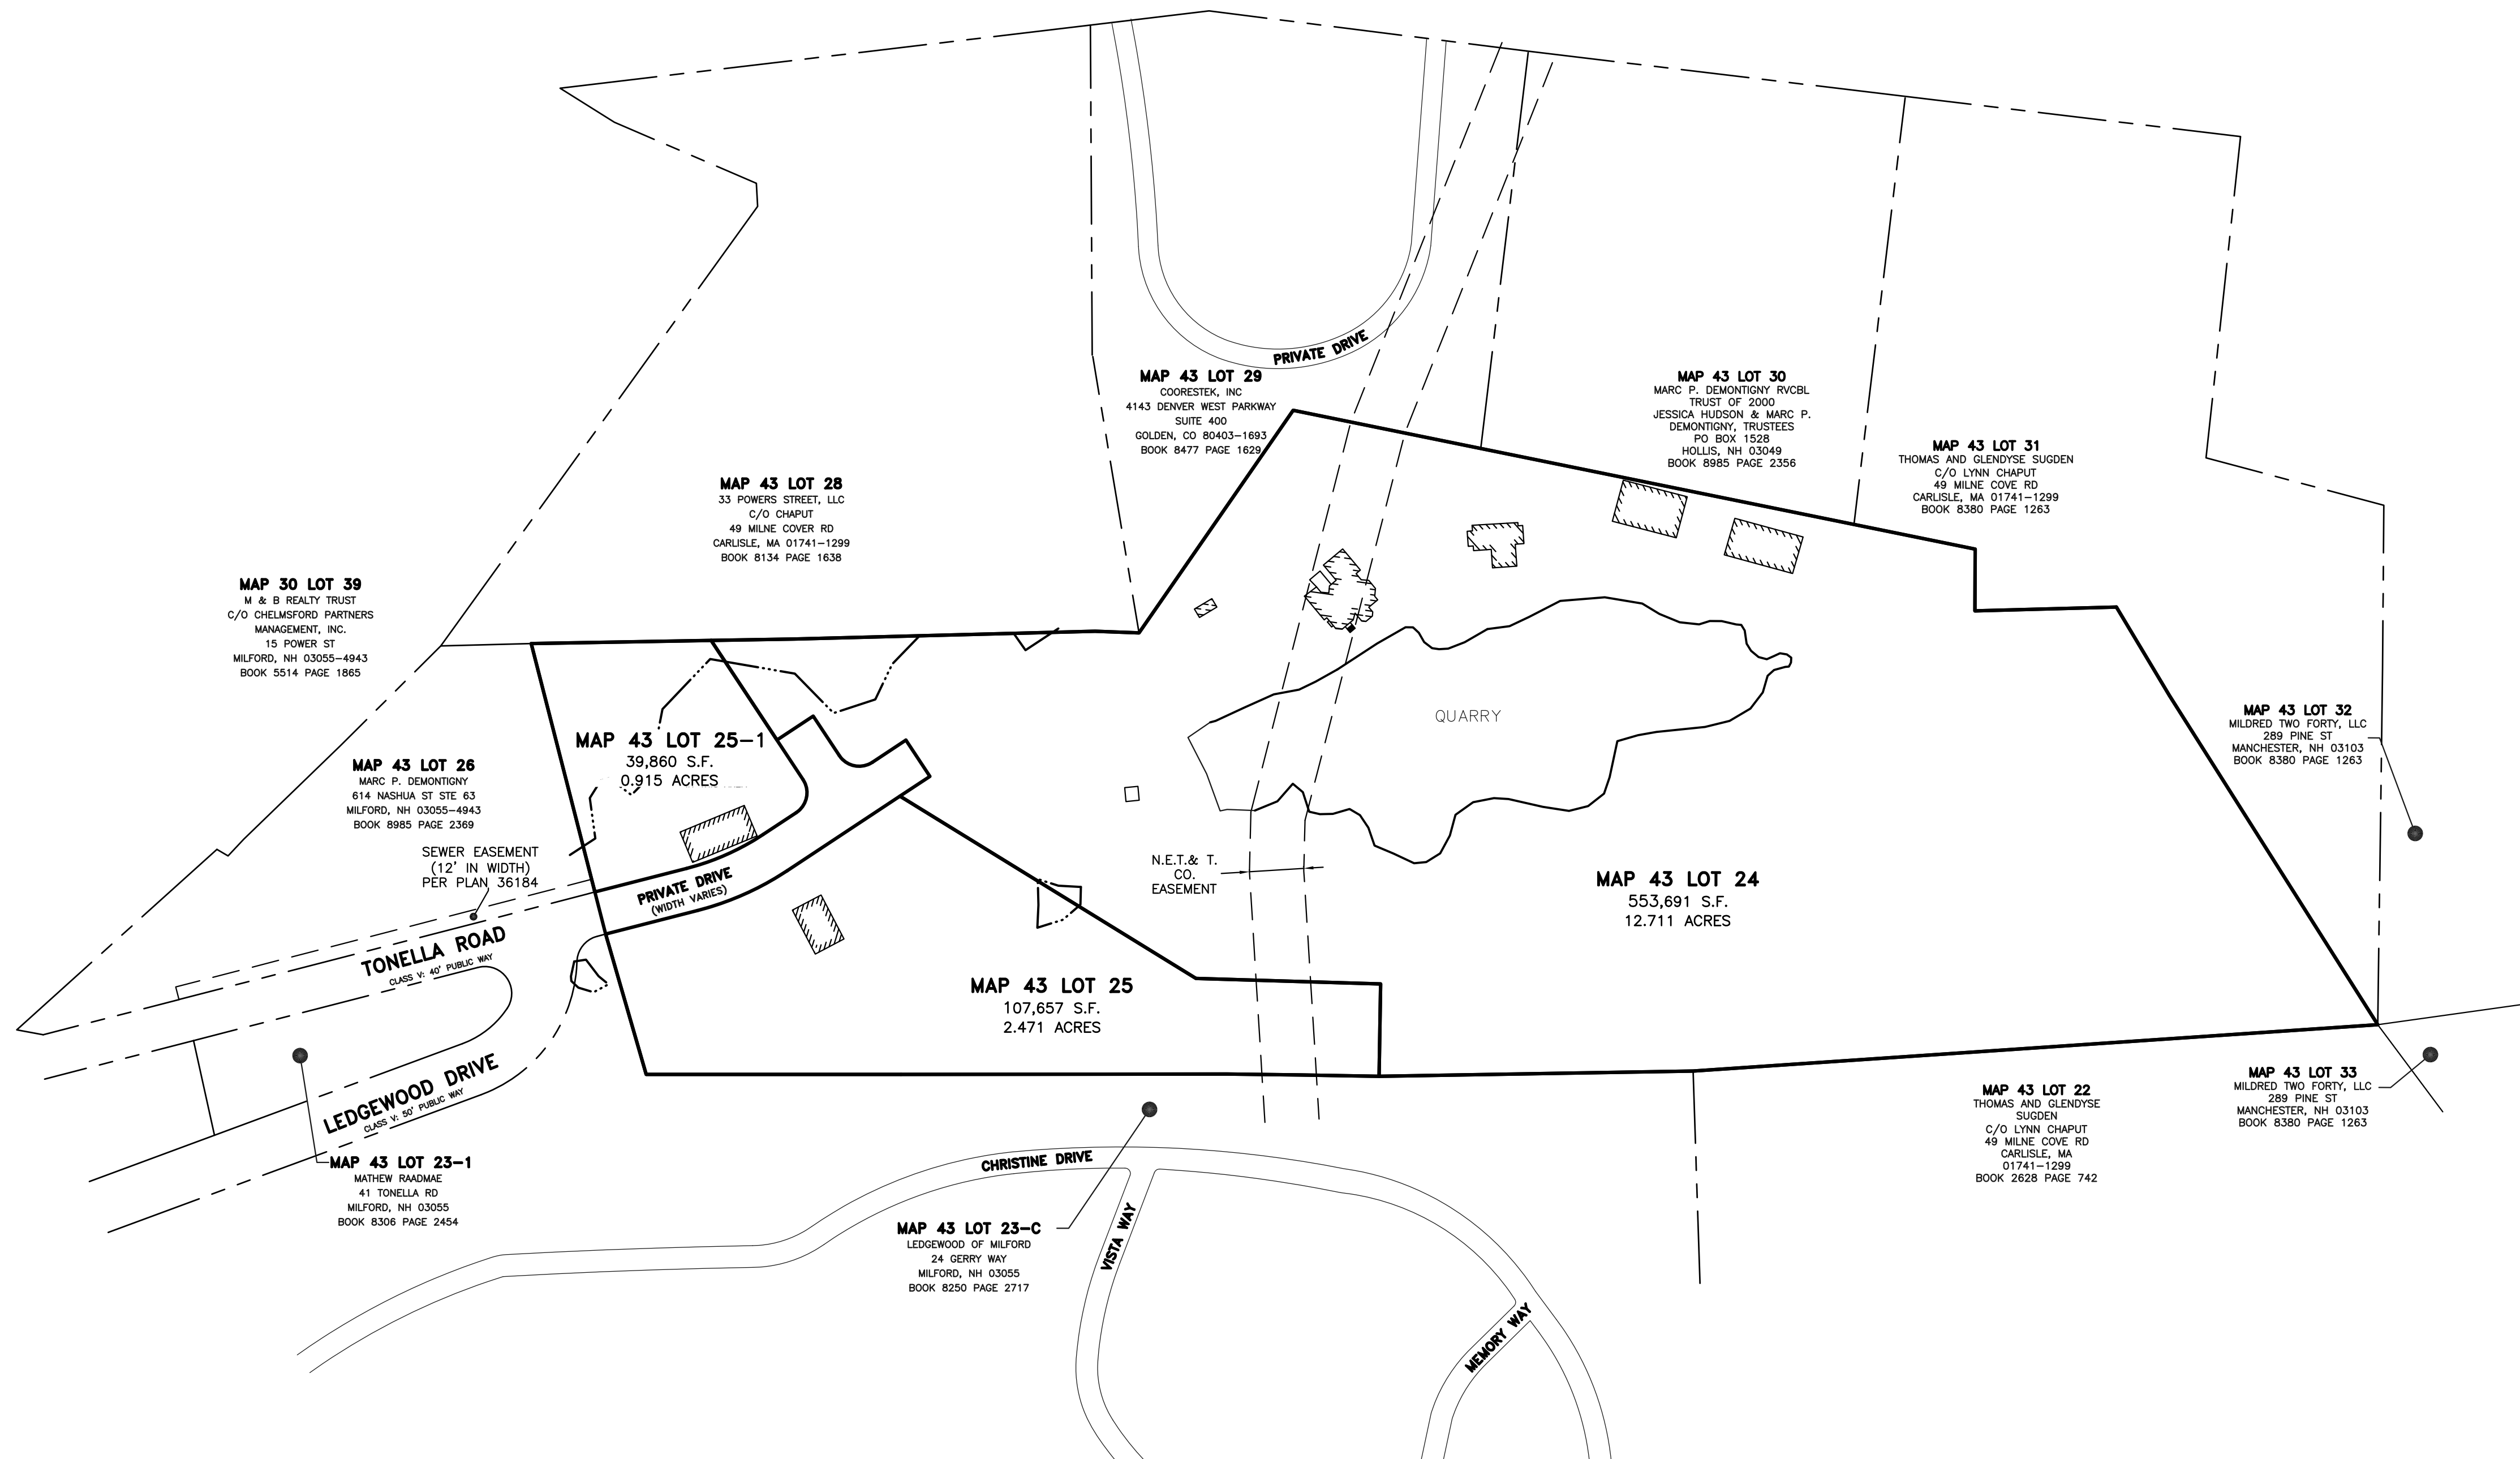 PRIVATE DRIVE
MAP 43 LOT 29
COORESTEK, INC
4143 DENVER WEST PARKWAY
SUITE 400
GOLDEN, CO 80403-1693
BOOK 8477 PAGE 1629
MAP 43 LOT 30
MARC P. DEMONTIGNY RVCBL
TRUST OF 2000
JESSICA HUDSON & MARC P.
DEMONTIGNY, TRUSTEES
PO BOX 1528
HOLLIS, NH 03049
BOOK 8985 PAGE 2356
MAP 43 LOT 31
THOMAS AND GLENDYSE SUGDEN
C/O LYNN CHAPUT
49 MILNE COVE RD
CARLISLE, MA 01741-1299
BOOK 8380 PAGE 1263
MAP 43 LOT 28
33 POWERS STREET, LLC
C/O CHAPUT
49 MILNE COVER RD
CARLISLE, MA 01741-1299
BOOK 8134 PAGE 1638
MAP 30 LOT 39
M & B REALTY TRUST
C/O CHELMSFORD PARTNERS
MANAGEMENT, INC.
15 POWER ST
MILFORD, NH 03055-4943
BOOK 5514 PAGE 1865
QUARRY
MAP 43 LOT 32
MILDRED TWO FORTY, LLC
289 PINE ST
MANCHESTER, NH 03103
BOOK 8380 PAGE 1263
MAP 43 LOT 25-1
39,860 S.F.
0.915 ACRES
MAP 43 LOT 26
MARC P. DEMONTIGNY
614 NASHUA ST STE 63
MILFORD, NH 03055-4943
BOOK 8985 PAGE 2369
SEWER EASEMENT
(12' IN WIDTH)
PER PLAN 36184
PRIVATE DRIVE
(WIDTH VARIES)
N.E.T.& T.
CO.
EASEMENT
MAP 43 LOT 24
553,691 S.F.
12.711 ACRES
TONELLA ROAD
CLASS V: 40' PUBLIC WAY
MAP 43 LOT 25
107,657 S.F.
2.471 ACRES
LEDGEWOOD DRIVE
CLASS V: 50' PUBLIC WAY
MAP 43 LOT 33
MILDRED TWO FORTY, LLC
289 PINE ST
MANCHESTER, NH 03103
BOOK 8380 PAGE 1263
MAP 43 LOT 22
THOMAS AND GLENDYSE
SUGDEN
C/O LYNN CHAPUT
49 MILNE COVE RD
CARLISLE, MA
01741-1299
BOOK 2628 PAGE 742
MAP 43 LOT 23-1
MATHEW RAADMAE
41 TONELLA RD
MILFORD, NH 03055
BOOK 8306 PAGE 2454
CHRISTINE DRIVE
MAP 43 LOT 23-C
LEDGEWOOD OF MILFORD
24 GERRY WAY
MILFORD, NH 03055
BOOK 8250 PAGE 2717
VISTA WAY
MEMORY WAY